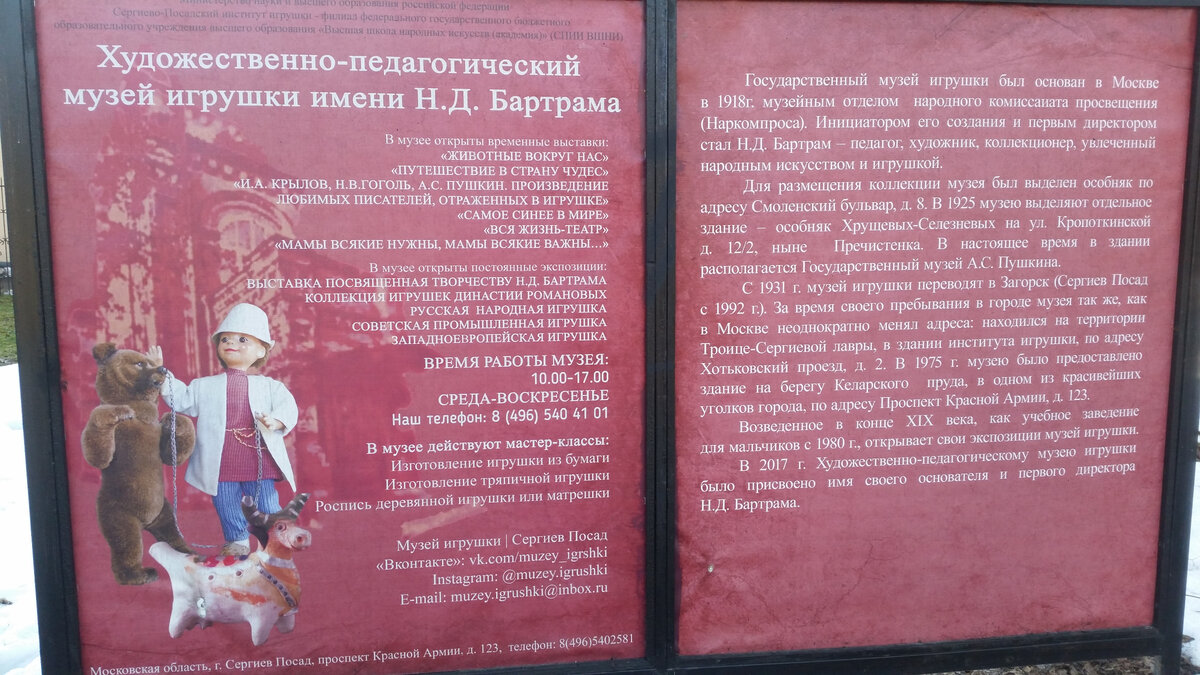 Министерство науки и высшего образования российской федерации
Сергиево-Посадский институт игрушки - филиал федерального государственного бюджетного
образовательного учреждения высшего образования «Высшая школа народных искусств (академия)» (СПИИ ВШНИ)
Художественно-педагогический
музей игрушки имени Н.Д. Бартрама
В музее открыты временные выставки:
«ЖИВОТНЫЕ ВОКРУГ НАС»
«ПУТЕШЕСТВИЕ В СТРАНУ ЧУДЕС»
«И.А. КРЫЛОВ, Н.В.ГОГОЛЬ, А.С. ПУШКИН. ПРОИЗВЕДЕНИЕ
ЛЮБИМЫХ ПИСАТЕЛЕЙ, ОТРАЖЕННЫХ В ИГРУШКЕ»
«САМОЕ СИНЕЕ В МИРЕ»
«ВСЯ ЖИЗНЬ-ТЕАТР»
«МАМЫ ВСЯКИЕ НУЖНЫ, МАМЫ ВСЯКИЕ ВАЖНЫ...»
В музее открыты постоянные экспозиции:
ВЫСТАВКА ПОСВЯЩЕННАЯ ТВОРЧЕСТВУ Н.Д. БАРТРАМА
КОЛЛЕКЦИЯ ИГРУШЕК ДИНАСТИИ РОМАНОВЫХ
РУССКАЯ НАРОДНАЯ ИГРУШКА
СОВЕТСКАЯ ПРОМЫШЛЕННАЯ ИГРУШКА
ЗАПАДНОЕВРОПЕЙСКАЯ ИГРУШКА
ВРЕМЯ РАБОТЫ МУЗЕЯ:
10.00-17.00
СРЕДА-ВОСКРЕСЕНЬЕ
Наш телефон: 8 (496) 540 41 01
В музее действуют мастер-классы:
Изготовление игрушки из бумаги
Изготовление тряпичной игрушки
Роспись деревянной игрушки или матрешки
Музей игрушки | Сергиев Посад
«Вконтакте»: vk.com/muzey_igrshki
Instagram: @muzey.igrushki
E-mail: muzey.igrushki@inbox.ru
Московская область, г. Сергиев Посад, проспект Красной Армии. д. 123, телефон: 8(496)5402581
Государственный музей игрушки был основан в Москве
в 1918г. музейным отделом народного комиссаиата просвещения
(Наркомпроса). Инициатором его создания и первым директором
стал Н.Д. Бартрам – педагог, художник, коллекционер, увлеченный
народным искусством и игрушкой.
Для размещения коллекции музея был выделен особняк по
адресу Смоленский бульвар, д. 8. В 1925 музею выделяют отдельное
здание – особняк Хрущевых-Селезневых на ул. Кропоткинской
д. 12/2, ныне Пречистенка. В настоящее время в здании
располагается Государственный музей А.С. Пушкина.
С 1931 г. музей игрушки переводят в Загорск (Сергиев Посад
с 1992 г.). За время своего пребывания в городе музея так же, как
в Москве неоднократно менял адреса: находился на территории
Троице-Сергиевой лавры, в здании института игрушки, по адресу
Хотьковский проезд, д. 2. В 1975 г. музею было предоставлено
здание на берегу Келарского пруда, в одном из красивейших
уголков города, по адресу Проспект Красной Армии, д. 123.
Возведенное в конце XIX века, как учебное заведение
для мальчиков с 1980 г., открывает свои экспозиции музей игрушки.
В 2017 г. Художественно-педагогическому музею игрушки
было присвоено имя своего основателя и первого директора
Н.Д. Бартрама.